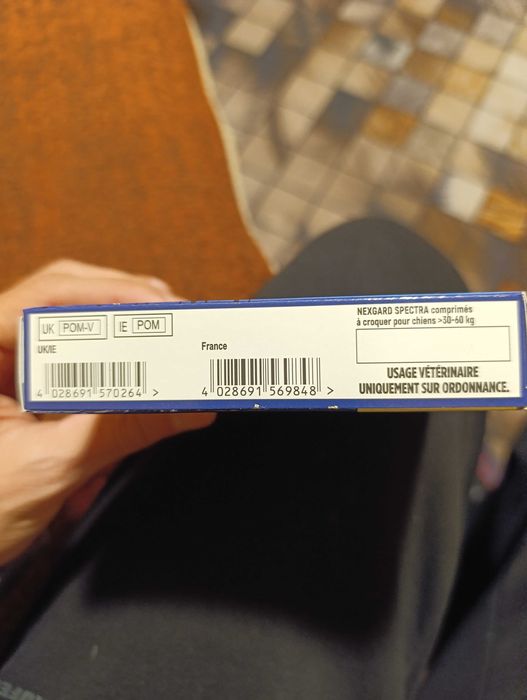 UK POM-V IE POM
UK/IE
4 028691 570264 >
France
4 028691 569848 >
NEXGARD SPECTRA comprimés
à croquer pour chiens >30-60 kg
USAGE VÉTÉRINAIRE
UNIQUEMENT SUR ORDONNANCE.